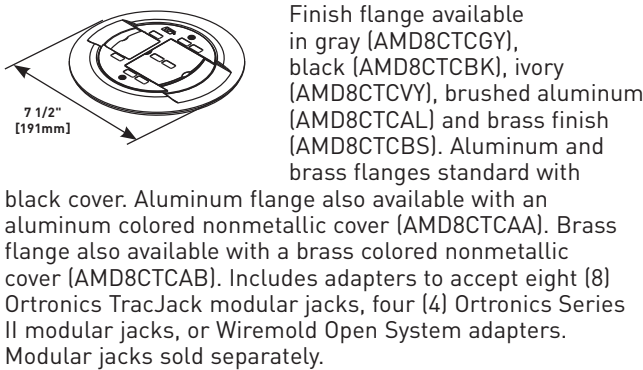 7 1/2"
[191mm]
Finish flange available
in gray (AMD8CTCGY),
black (AMD8CTCBK), ivory
(AMD8CTCVY), brushed aluminum
(AMD8CTCAL) and brass finish
(AMD8CTCBS). Aluminum and
brass flanges standard with
black cover. Aluminum flange also available with an
aluminum colored nonmetallic cover (AMD8CTCAA). Brass
flange also available with a brass colored nonmetallic
cover (AMD8CTCAB). Includes adapters to accept eight (8)
Ortronics TracJack modular jacks, four (4) Ortronics Series
II modular jacks, or Wiremold Open System adapters.
Modular jacks sold separately.